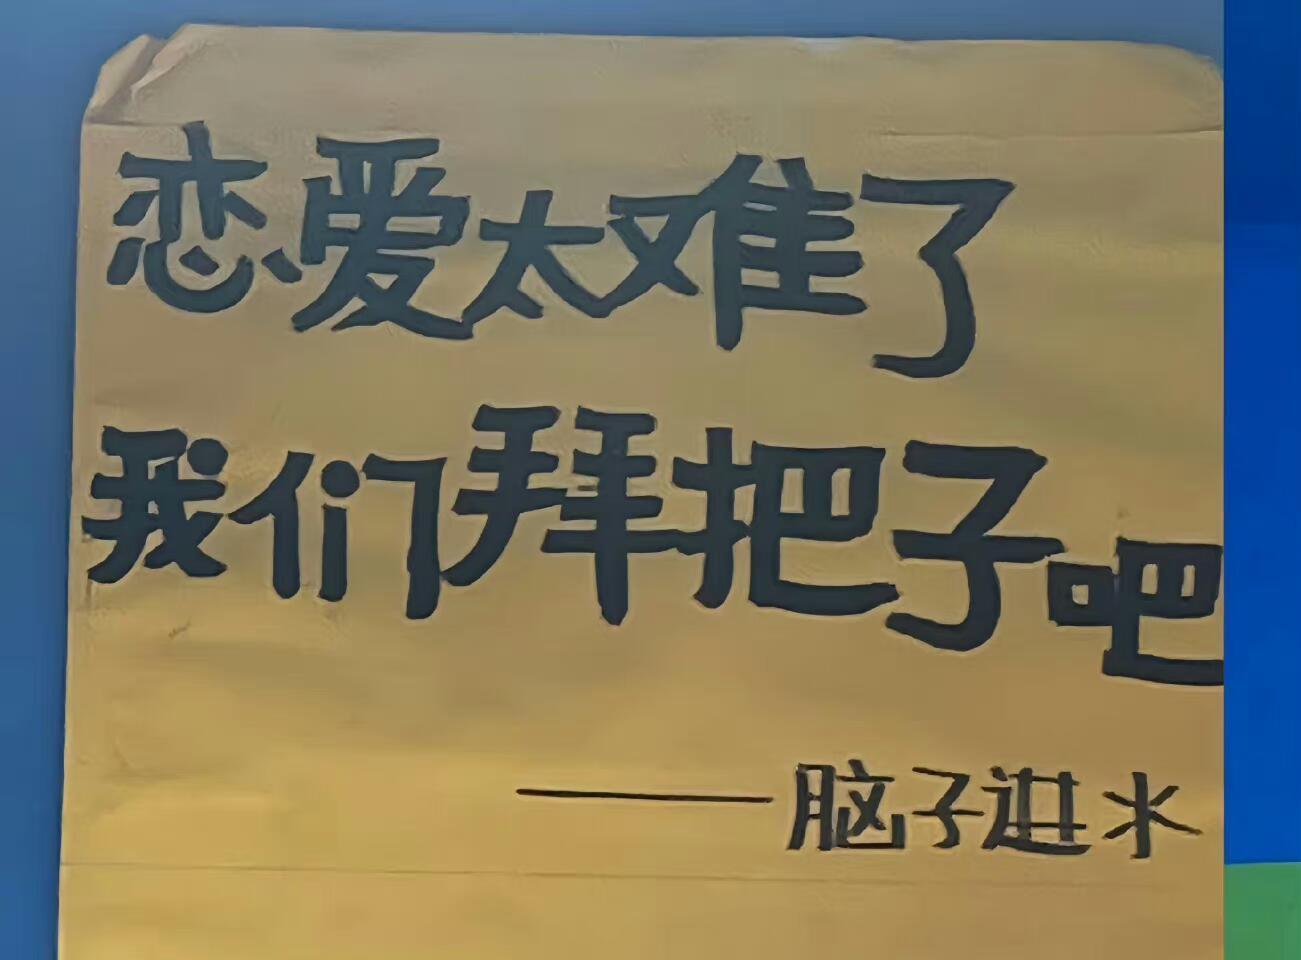 恋爱太难了
我们拜把子吧
——脑子进水